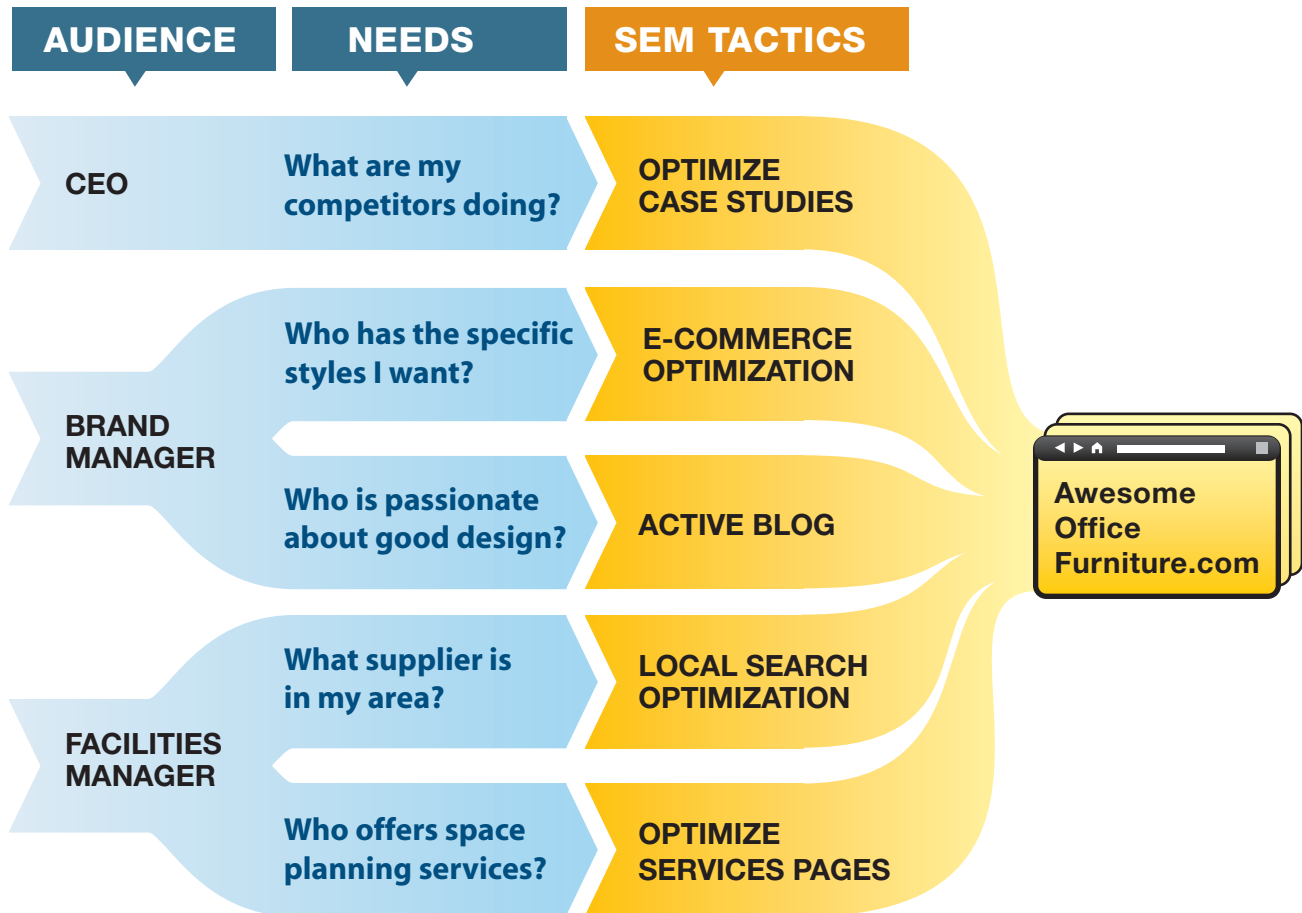 AUDIENCE
NEEDS
SEM TACTICS
CEO
What are my
competitors doing?
OPTIMIZE
CASE STUDIES
BRAND
MANAGER
Who has the specific
styles I want?
E-COMMERCE
OPTIMIZATION
Who is passionate
about good design?
ACTIVE BLOG
FACILITIES
MANAGER
What supplier is
in my area?
LOCAL SEARCH
OPTIMIZATION
Who offers space
planning services?
OPTIMIZE
SERVICES PAGES
Awesome
Office
Furniture.com